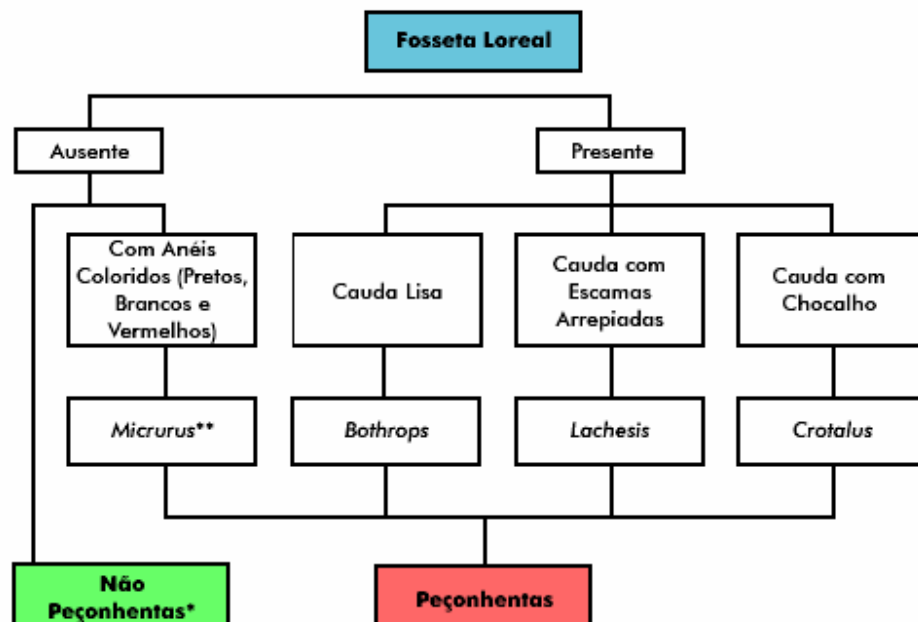 Fosseta Loreal
Ausente
Presente
Com Anéis
Coloridos (Pretos,
Brancos e
Vermelhos)
Cauda Lisa
Cauda com
Escamas
Arrepiadas
Cauda com
Chocalho
Micrurus**
Bothrops
Lachesis
Crotalus
Não
Peçonhentas*
Peçonhentas